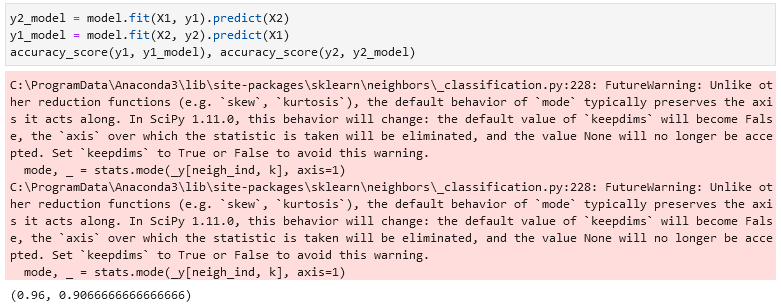 y2_model = model.fit(X1, y1).predict(X2)
y1_model = model.fit(X2, y2).predict(X1)
accuracy_score(y1, y1_model), accuracy_score(y2, y2_model)
C:\ProgramData\Anaconda3\lib\site-packages\sklearn\neighbors\_classification.py:228: FutureWarning: Unlike ot
her reduction functions (e.g. `skew`, `kurtosis`), the default behavior of `mode` typically preserves the axi
s it acts along. In SciPy 1.11.0, this behavior will change: the default value of `keepdims` will become Fals
e, the `axis` over which the statistic is taken will be eliminated, and the value None will no longer be acce
pted. Set `keepdims` to True or False to avoid this warning.
  mode, _ = stats.mode(_y[neigh_ind, k], axis=1)
C:\ProgramData\Anaconda3\lib\site-packages\sklearn\neighbors\_classification.py:228: FutureWarning: Unlike ot
her reduction functions (e.g. `skew`, `kurtosis`), the default behavior of `mode` typically preserves the axi
s it acts along. In SciPy 1.11.0, this behavior will change: the default value of `keepdims` will become Fals
e, the `axis` over which the statistic is taken will be eliminated, and the value None will no longer be acce
pted. Set `keepdims` to True or False to avoid this warning.
  mode, _ = stats.mode(_y[neigh_ind, k], axis=1)
(0.96, 0.9066666666666666)